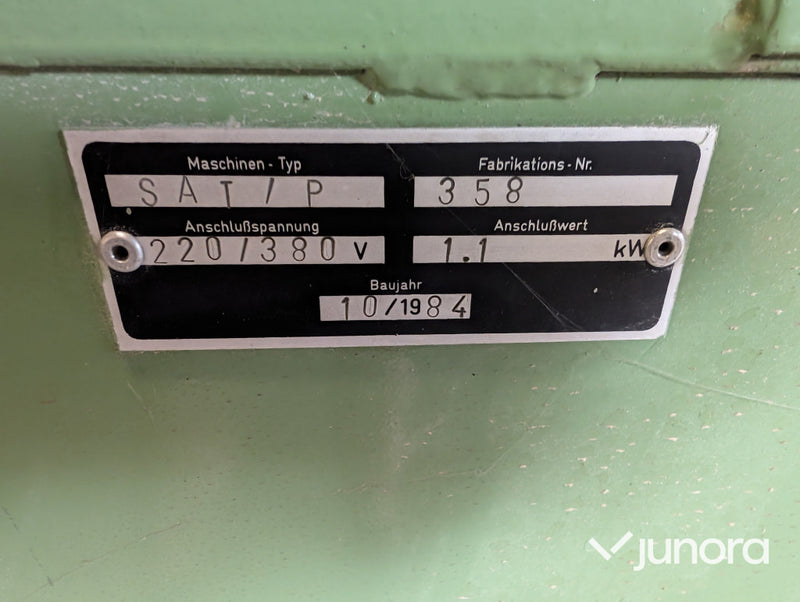 Maschinen - Typ
SAT/P
Fabrikations - Nr.
358
Anschlußspannung
220/380 V
Anschlußwert
1.1 kW
Baujahr
10/1984
junora